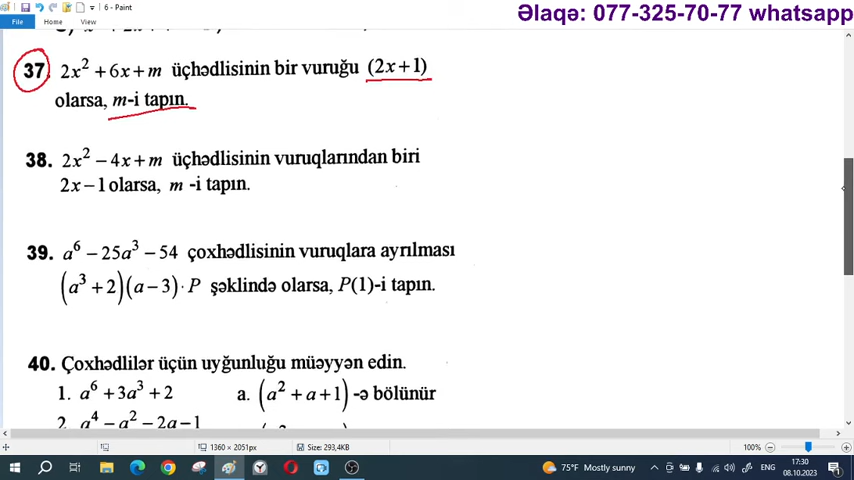 6 - Paint
Əlaqə: 077-325-70-77 whatsapp
File Home View
37. 2x² + 6x + m üçhədlisinin bir vuruğu (2x+1)
olarsa, m-i tapın.
38. 2x² − 4x + m üçhədlisinin vuruqlarından biri
2x − 1 olarsa, m -i tapın.
39. a⁶ − 25a³ − 54 çoxhədlisinin vuruqlara ayrılması
(a³ + 2)(a − 3) · P şəklində olarsa, P(1)-i tapın.
40. Çoxhədlilər üçün uyğunluğu müəyyən edin.
1. a⁶ + 3a³ + 2 a. (a² + a + 1) -ə bölünür
2. a⁴ − a² − 2a − 1
1360 × 2051px Size: 293,4KB 100%
75°F Mostly sunny ENG 17:30
08.10.2023